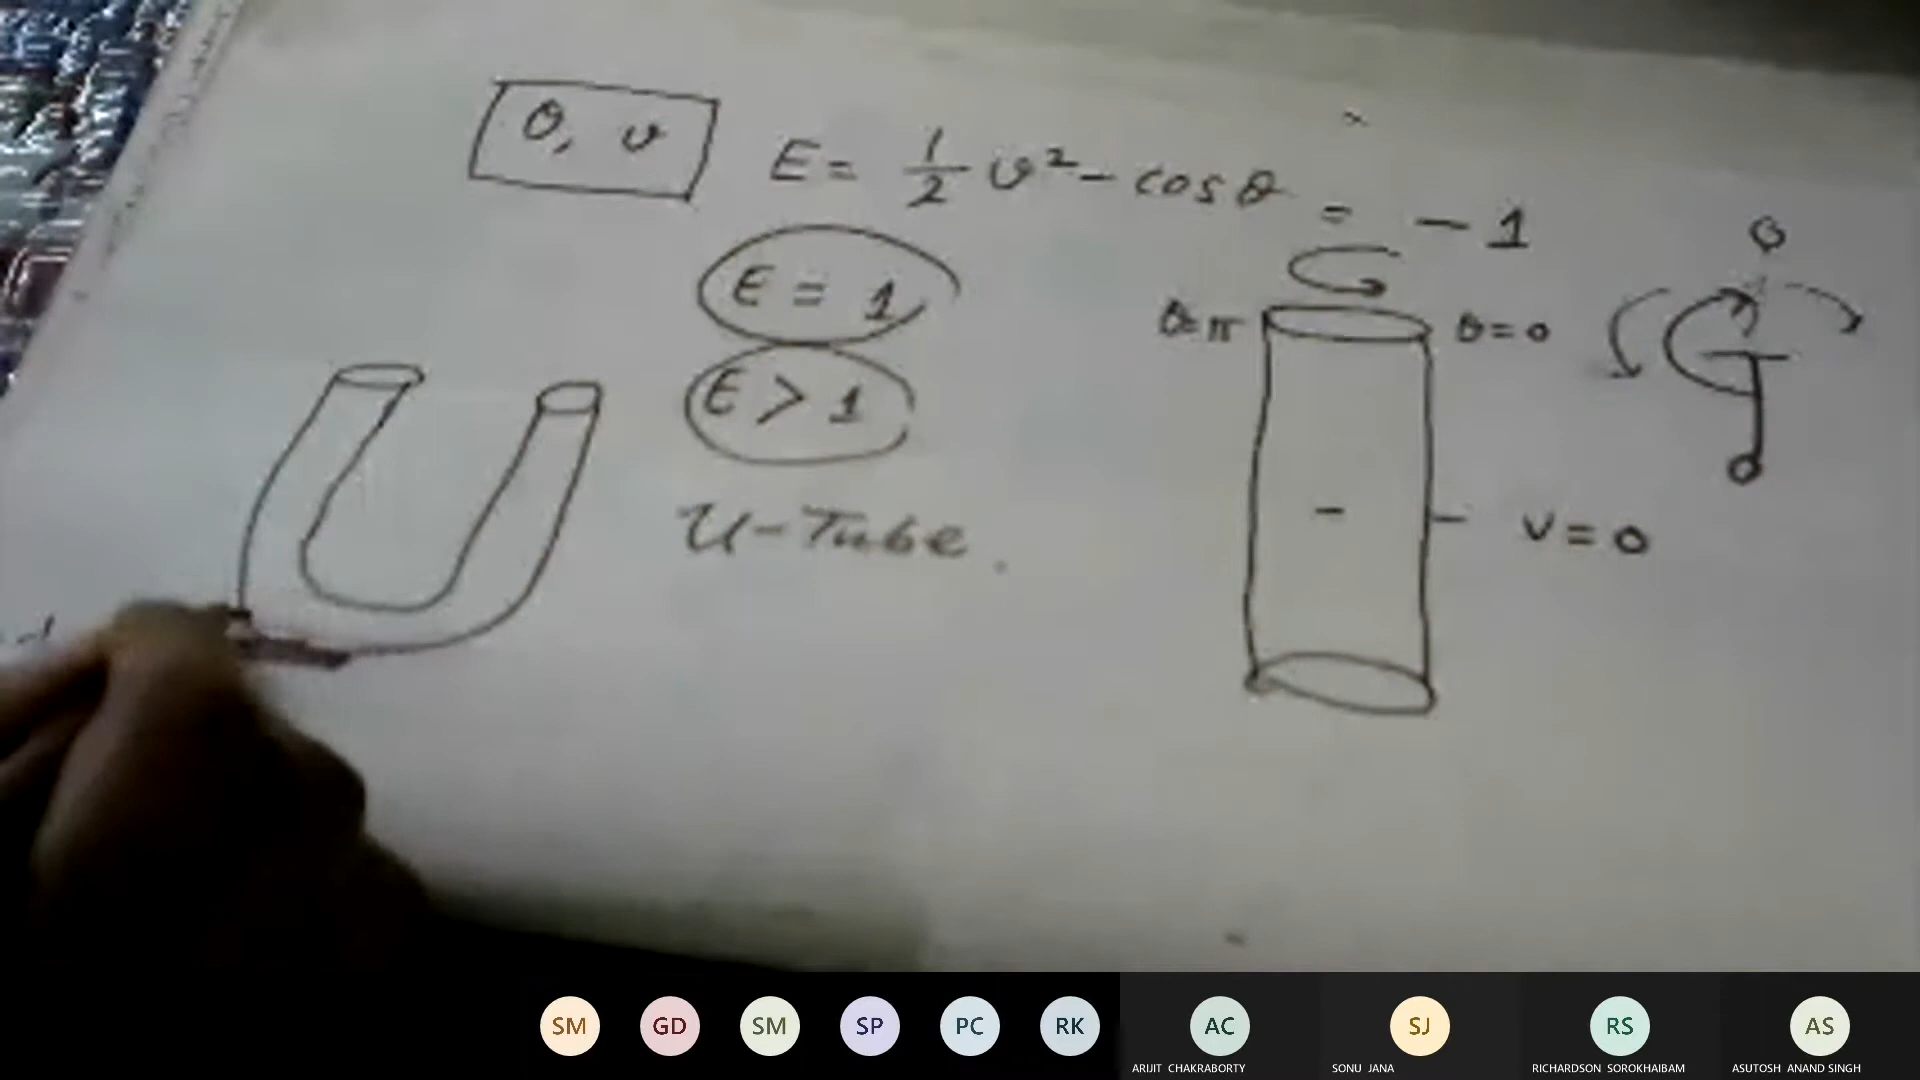 θ, v
E = 1/2 v² - cosθ = -1
E = 1
E > 1
U-Tube.
θ=π
θ=0
v = 0
SM
GD
SM
SP
PC
RK
AC
SJ
RS
AS
ARIJIT CHAKRABORTY
SONU JANA
RICHARDSON SOROKHAIBAM
ASUTOSH ANAND SINGH